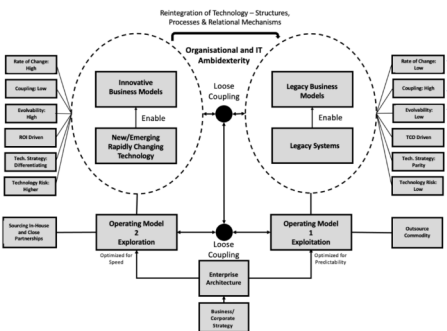 Reintegration of Technology – Structures,
Processes & Relational Mechanisms
Organisational and IT
Ambidexterity
Rate of Change:
High
Coupling: Low
Evolvability:
High
ROI Driven
Tech. Strategy:
Differentiating
Technology Risk:
Higher
Innovative
Business Models
Enable
New/Emerging
Rapidly Changing
Technology
Loose
Coupling
Legacy Business
Models
Enable
Legacy Systems
Rate of Change:
Low
Coupling: High
Evolvability:
Low
TCO Driven
Tech. Strategy:
Parity
Technology Risk:
Low
Sourcing In-House
and Close
Partnerships
Operating Model
2
Exploration
Optimized for
Speed
Loose
Coupling
Operating Model
1
Exploitation
Optimized for
Predictability
Outsource
Commodity
Enterprise
Architecture
Business/
Corporate
Strategy